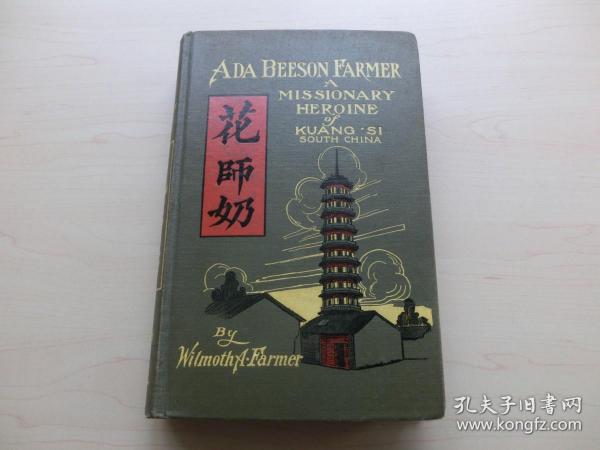 ADA BEESON FARMER
A
MISSIONARY
HEROINE
of
KUANG·SI
SOUTH CHINA
花師奶
By
Wilmoth A. Farmer
孔夫子旧书网
www.kongfz.com